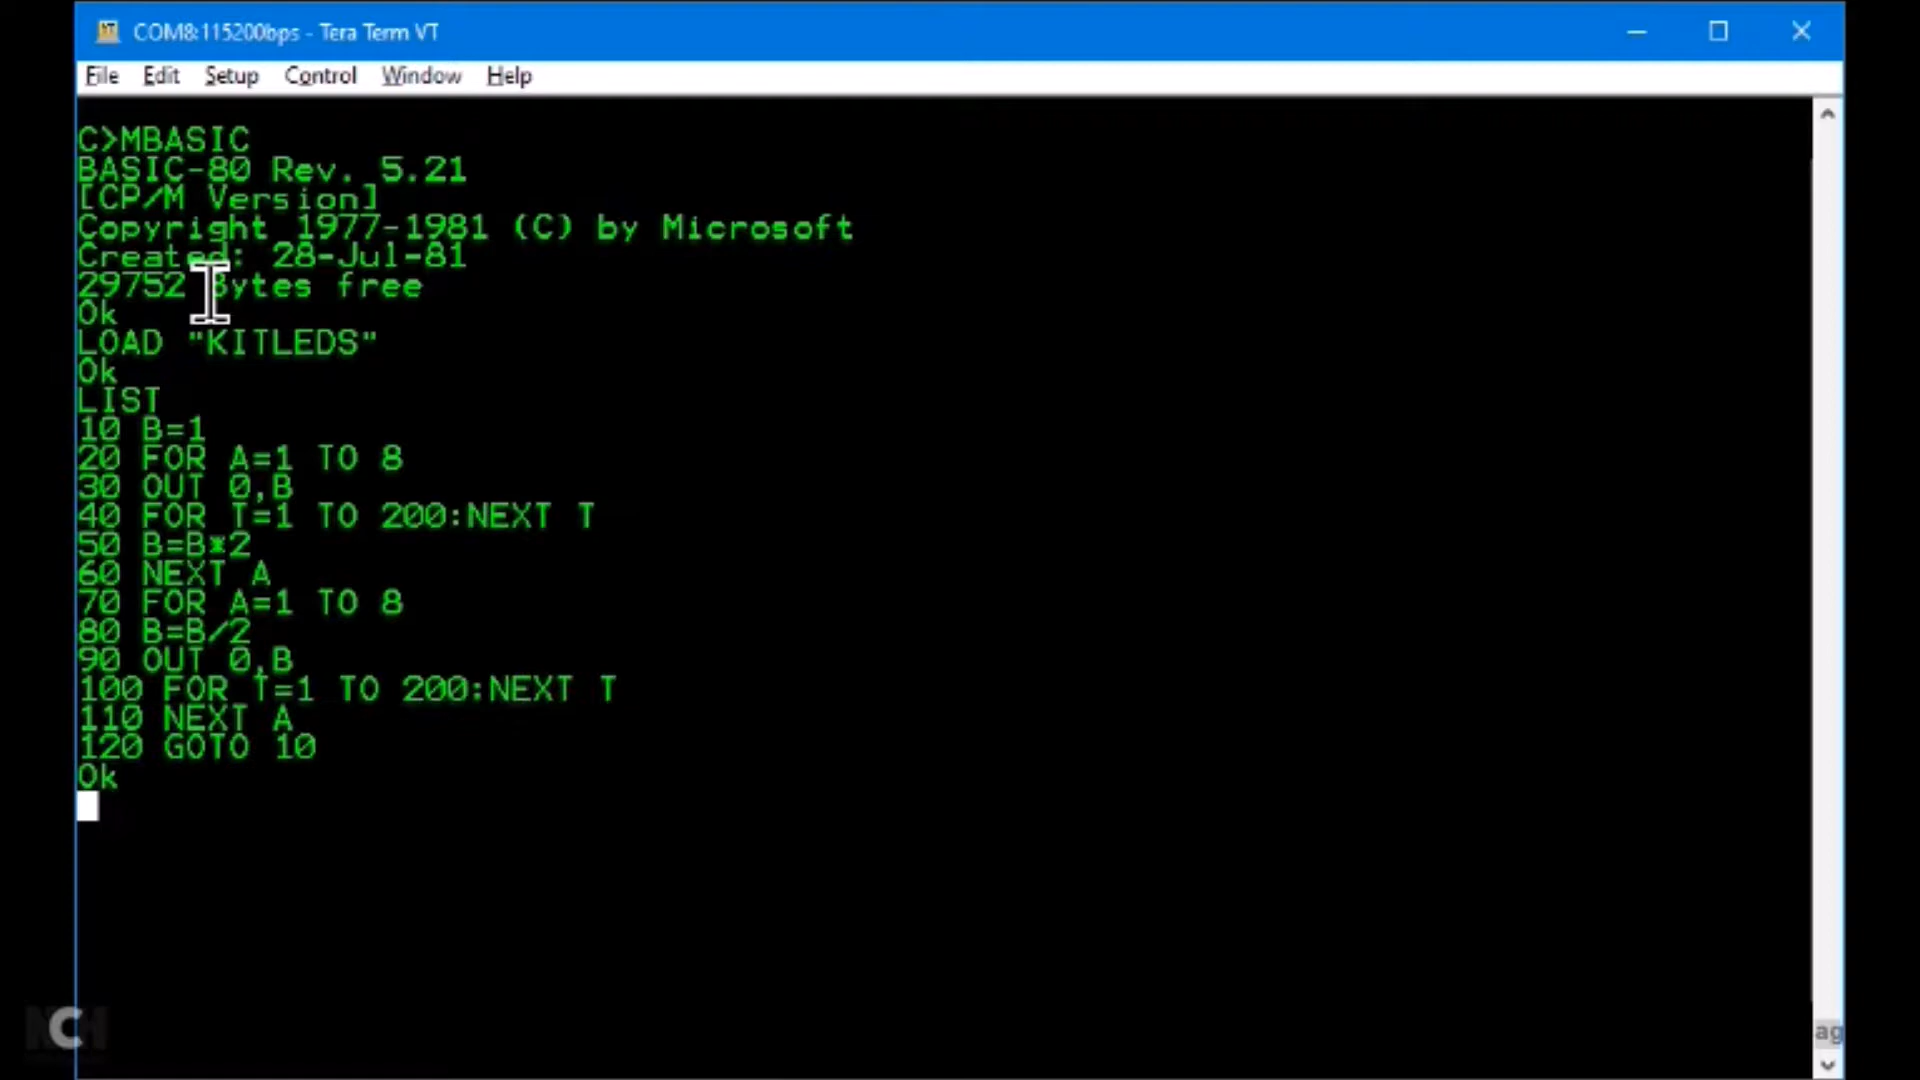 COM8:115200bps - Tera Term VT
File Edit Setup Control Window Help
C>MBASIC
BASIC-80 Rev. 5.21
[CP/M Version]
Copyright 1977-1981 (C) by Microsoft
Created: 28-Jul-81
29752 Bytes free
Ok
LOAD "KITLEDS"
Ok
LIST
10 B=1
20 FOR A=1 TO 8
30 OUT 0,B
40 FOR T=1 TO 200:NEXT T
50 B=B*2
60 NEXT A
70 FOR A=1 TO 8
80 B=B/2
90 OUT 0,B
100 FOR T=1 TO 200:NEXT T
110 NEXT A
120 GOTO 10
Ok
NCH
ag